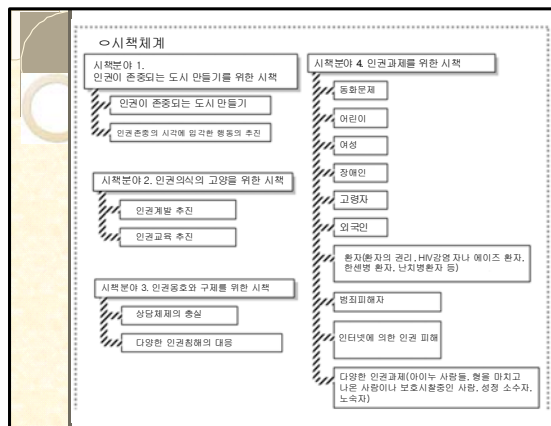 ㅇ시책체계
시책분야 1.
인권이 존중되는 도시 만들기를 위한 시책
인권이 존중되는 도시 만들기
인권존중의 시각에 입각한 행동의 추진
시책분야 2. 인권의식의 고양을 위한 시책
인권계발 추진
인권교육 추진
시책분야 3. 인권옹호와 구제를 위한 시책
상담체제의 충실
다양한 인권침해의 대응
시책분야 4. 인권과제를 위한 시책
동화문제
어린이
여성
장애인
고령자
외국인
환자(환자의 권리, HIV감염 자나 에이즈 환자,
한센병 환자, 난치병환자 등)
범죄피해자
인터넷에 의한 인권 피해
다양한 인권과제(아이누 사람들, 형을 마치고
나온 사람이나 보호시찰중인 사람, 성정 소수자,
노숙자)